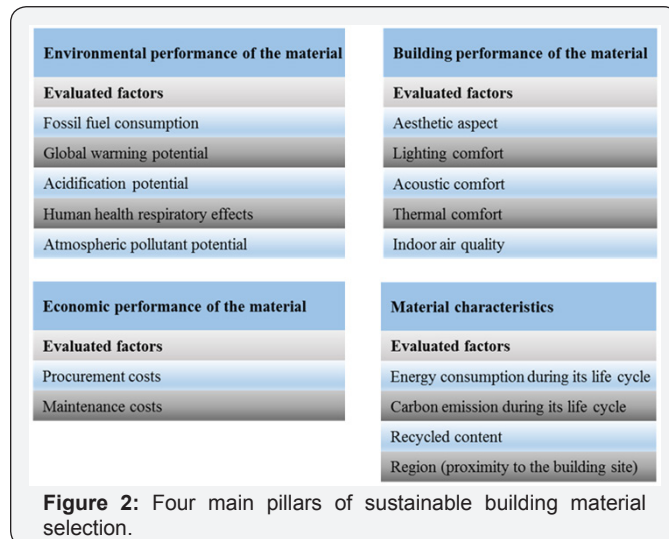 Environmental performance of the material
Evaluated factors
Fossil fuel consumption
Global warming potential
Acidification potential
Human health respiratory effects
Atmospheric pollutant potential
Building performance of the material
Evaluated factors
Aesthetic aspect
Lighting comfort
Acoustic comfort
Thermal comfort
Indoor air quality
Economic performance of the material
Evaluated factors
Procurement costs
Maintenance costs
Material characteristics
Evaluated factors
Energy consumption during its life cycle
Carbon emission during its life cycle
Recycled content
Region (proximity to the building site)
Figure 2: Four main pillars of sustainable building material
selection.